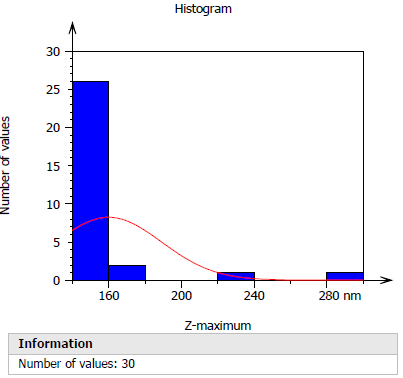 Histogram
30
25
20
15
10
5
0
Number of values
160
200
240
280 nm
Z-maximum
Information
Number of values: 30